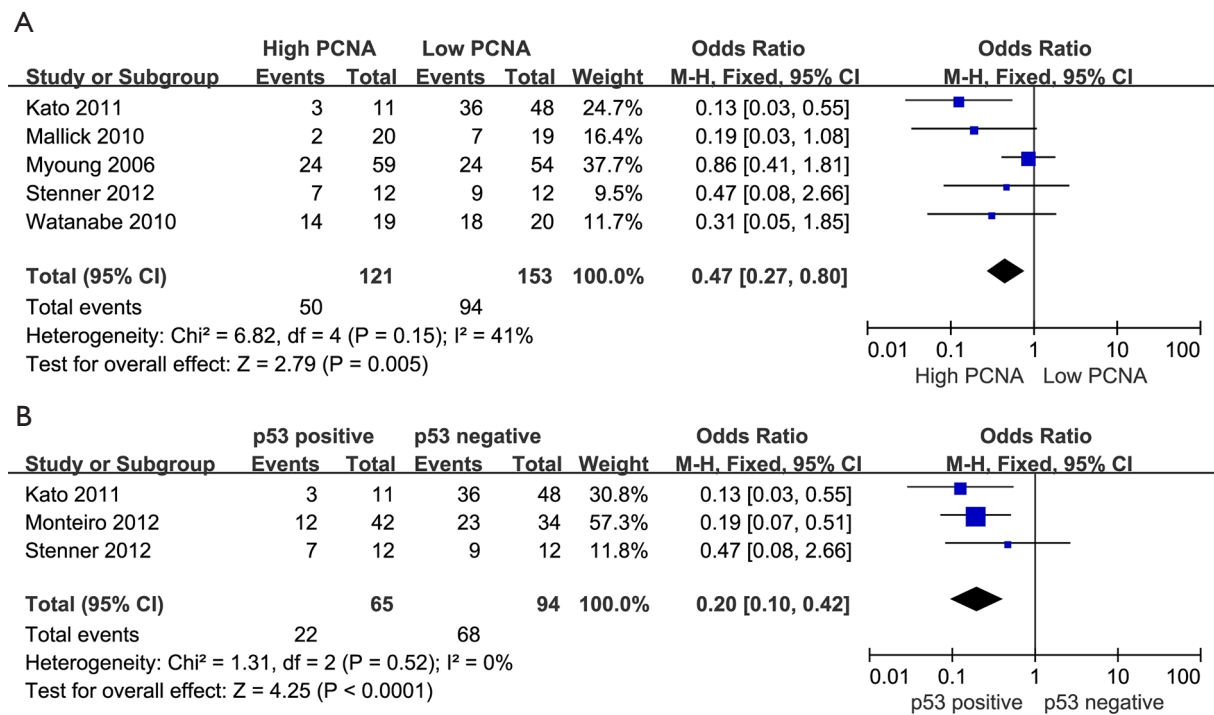 A
High PCNA Low PCNA Odds Ratio Odds Ratio
Study or Subgroup Events Total Events Total Weight M-H, Fixed, 95% CI M-H, Fixed, 95% CI
Kato 2011 3 11 36 48 24.7% 0.13 [0.03, 0.55]
Mallick 2010 2 20 7 19 16.4% 0.19 [0.03, 1.08]
Myoung 2006 24 59 24 54 37.7% 0.86 [0.41, 1.81]
Stenner 2012 7 12 9 12 9.5% 0.47 [0.08, 2.66]
Watanabe 2010 14 19 18 20 11.7% 0.31 [0.05, 1.85]
Total (95% CI) 121 153 100.0% 0.47 [0.27, 0.80]
Total events 50 94
Heterogeneity: Chi² = 6.82, df = 4 (P = 0.15); I² = 41%
Test for overall effect: Z = 2.79 (P = 0.005)
0.01 0.1 1 10 100
High PCNA Low PCNA
B
p53 positive p53 negative Odds Ratio Odds Ratio
Study or Subgroup Events Total Events Total Weight M-H, Fixed, 95% CI M-H, Fixed, 95% CI
Kato 2011 3 11 36 48 30.8% 0.13 [0.03, 0.55]
Monteiro 2012 12 42 23 34 57.3% 0.19 [0.07, 0.51]
Stenner 2012 7 12 9 12 11.8% 0.47 [0.08, 2.66]
Total (95% CI) 65 94 100.0% 0.20 [0.10, 0.42]
Total events 22 68
Heterogeneity: Chi² = 1.31, df = 2 (P = 0.52); I² = 0%
Test for overall effect: Z = 4.25 (P < 0.0001)
0.01 0.1 1 10 100
p53 positive p53 negative